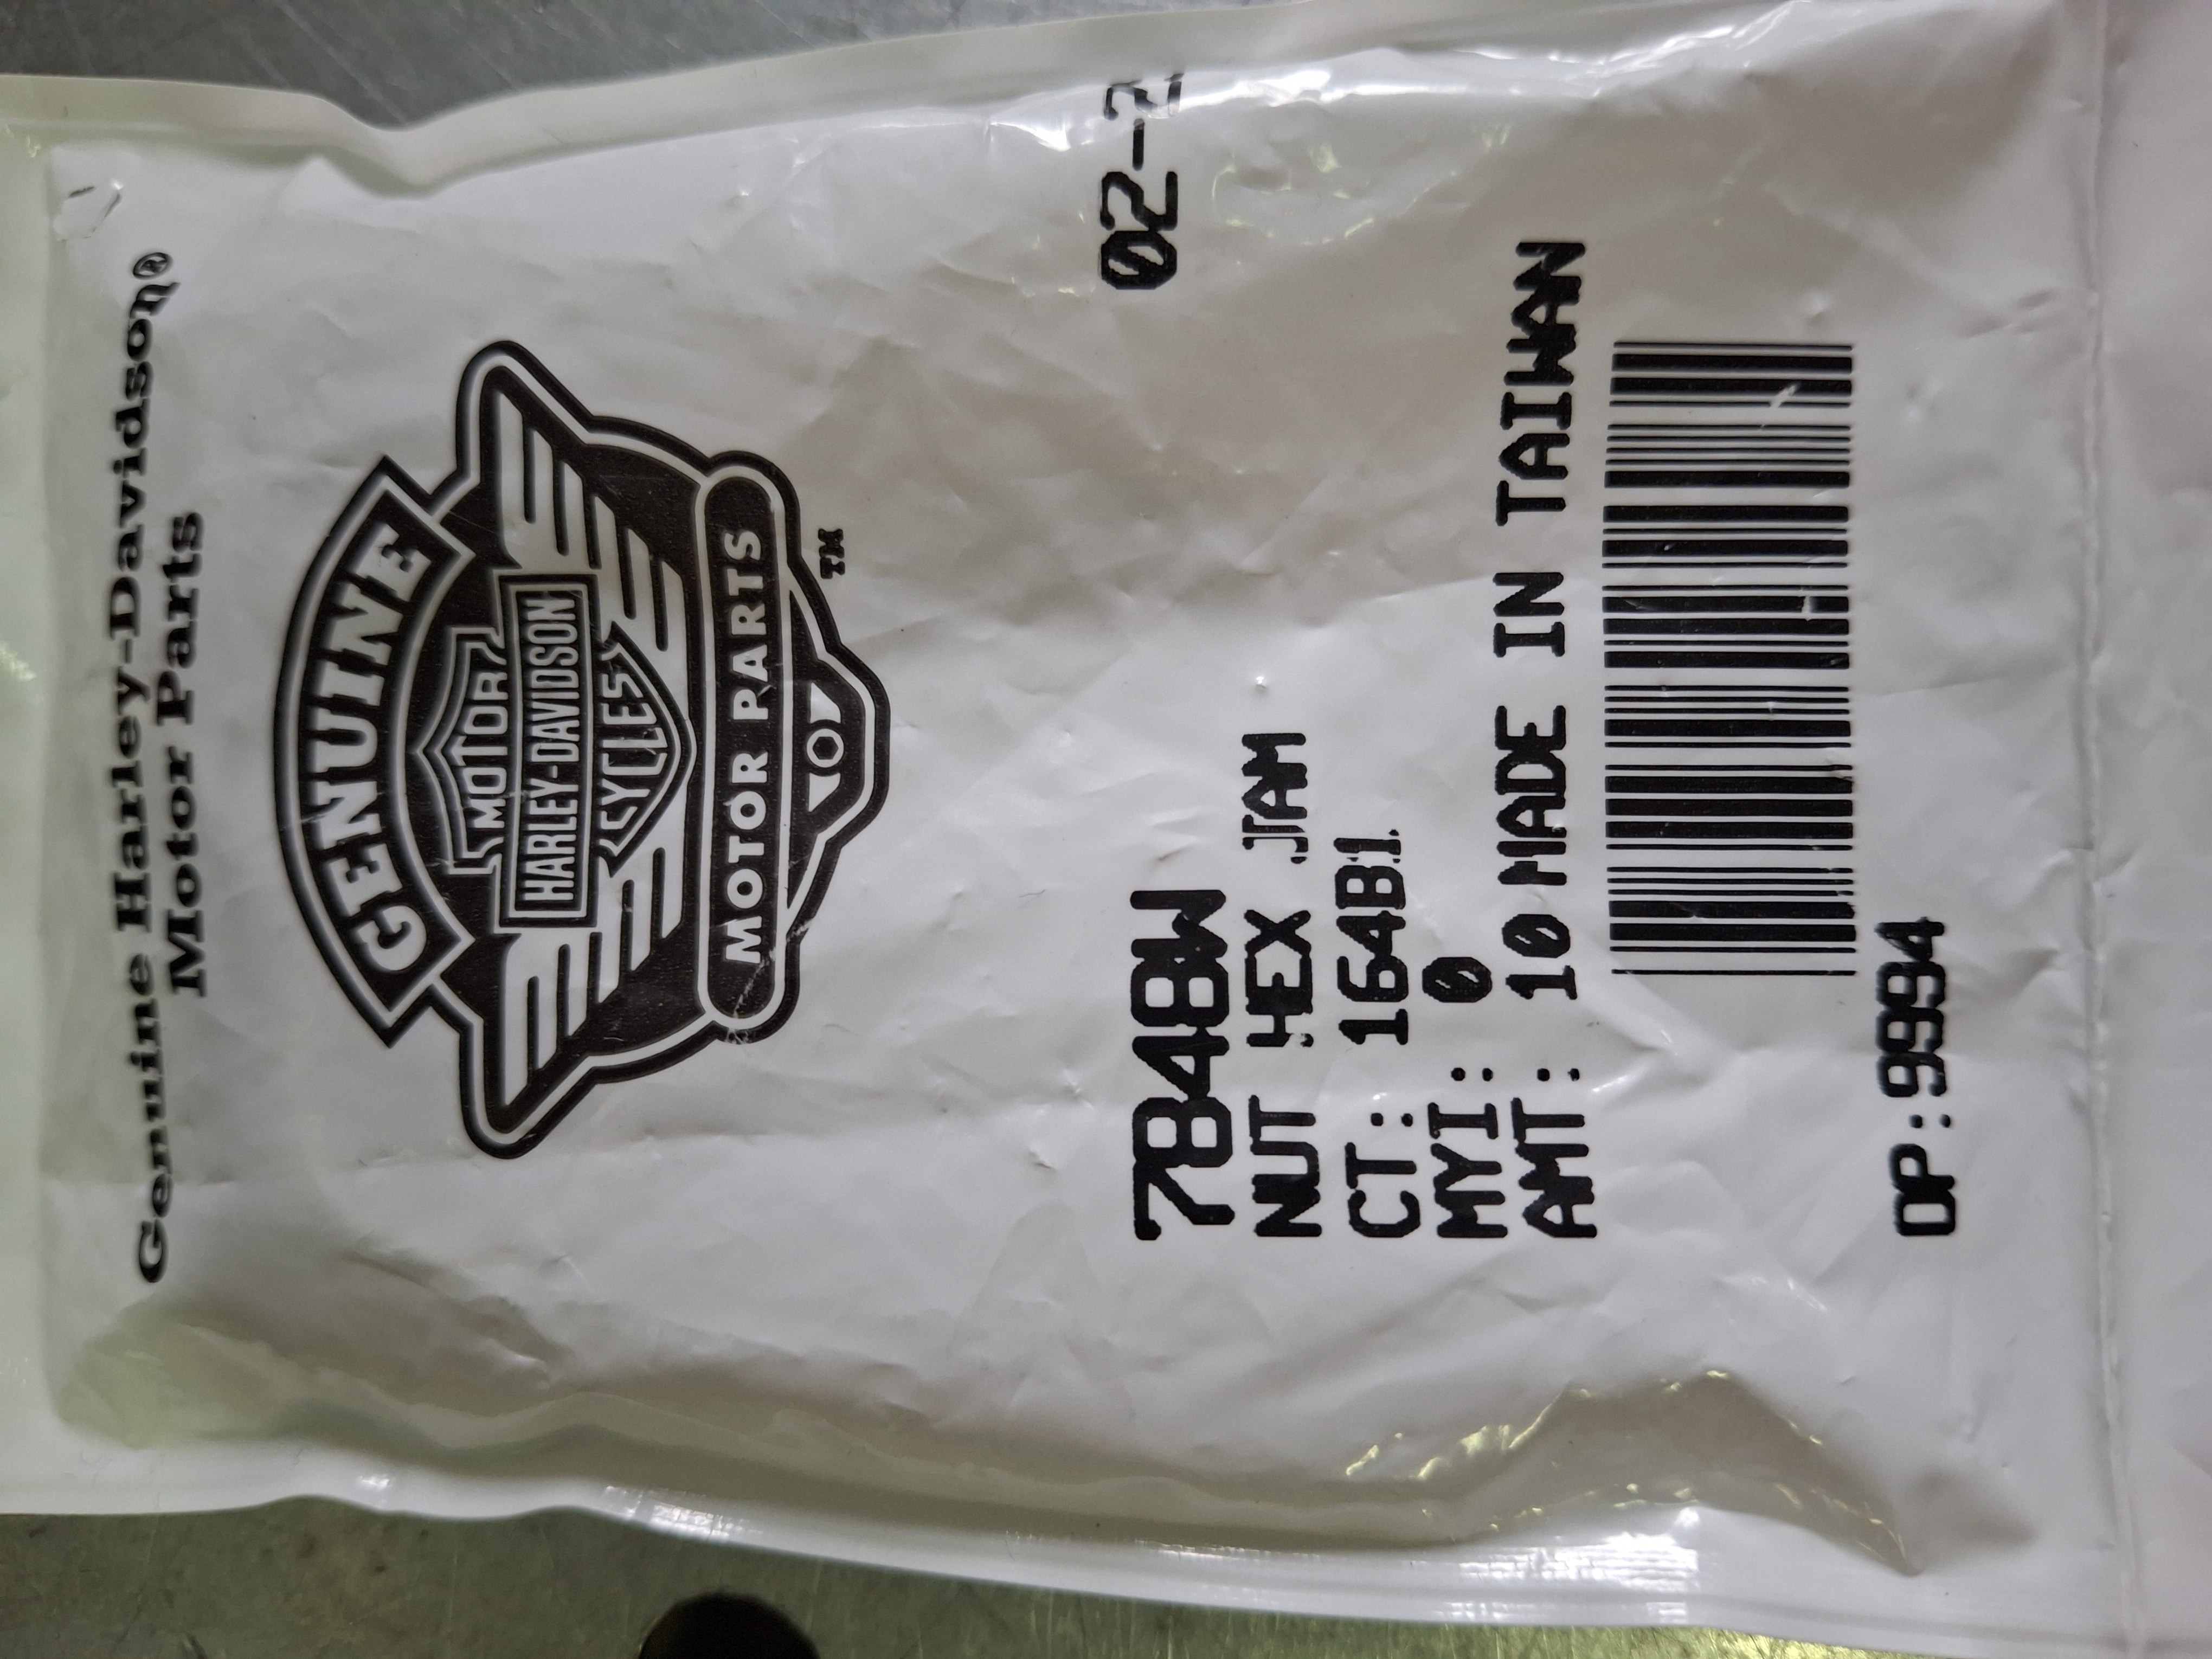 Genuine Harley-Davidson®
Motor Parts
GENUINE
MOTOR
HARLEY-DAVIDSON
CYCLES
MOTOR PARTS
TM
7848W 02-2
NUT HEX JAM
CT: 164B1
MYI: 0
AMT: 10 MADE IN TAIWAN
OP:9994